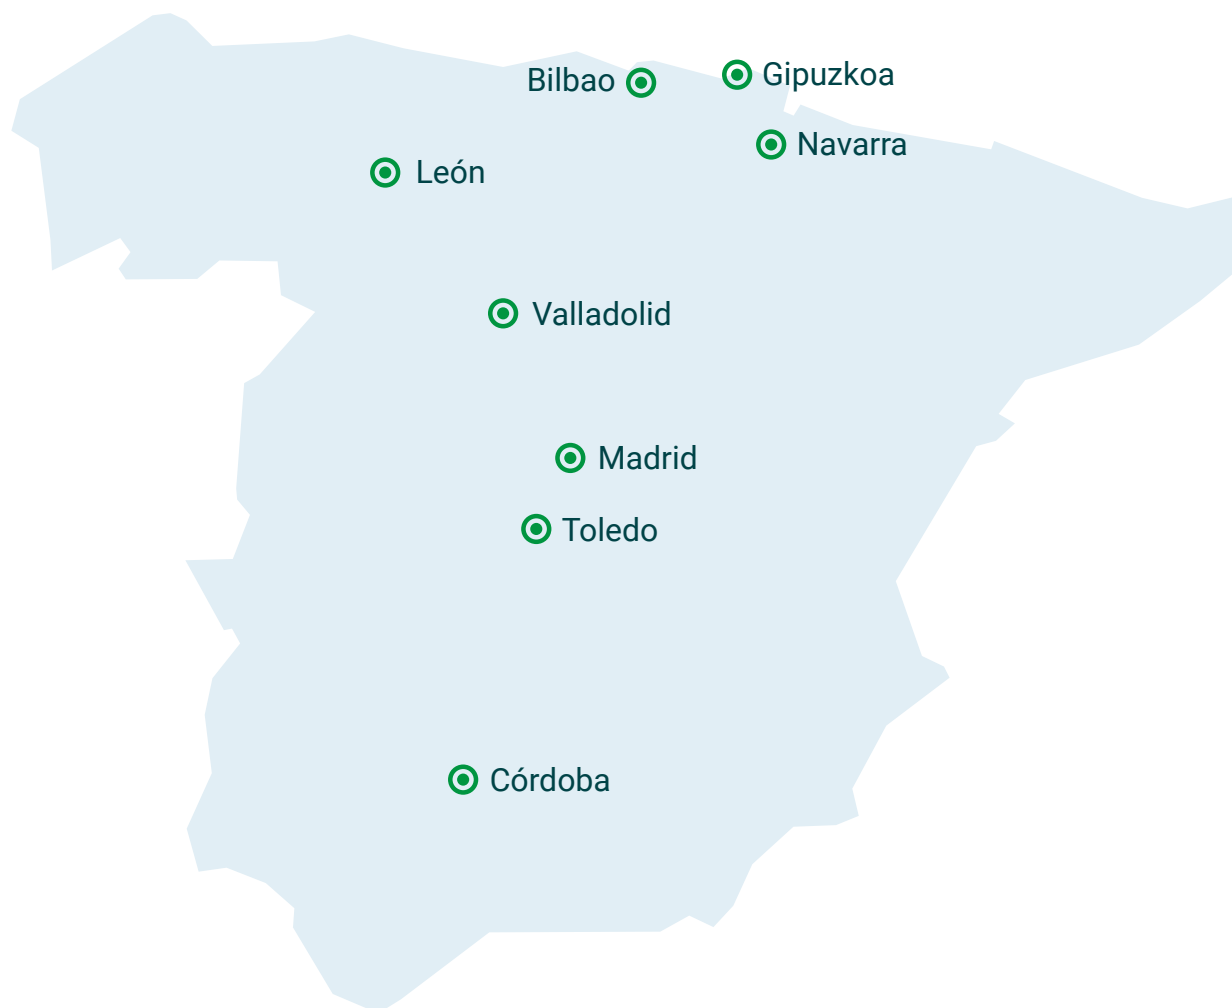 Gipuzkoa
Bilbao
Navarra
León
Valladolid
Madrid
Toledo
Córdoba